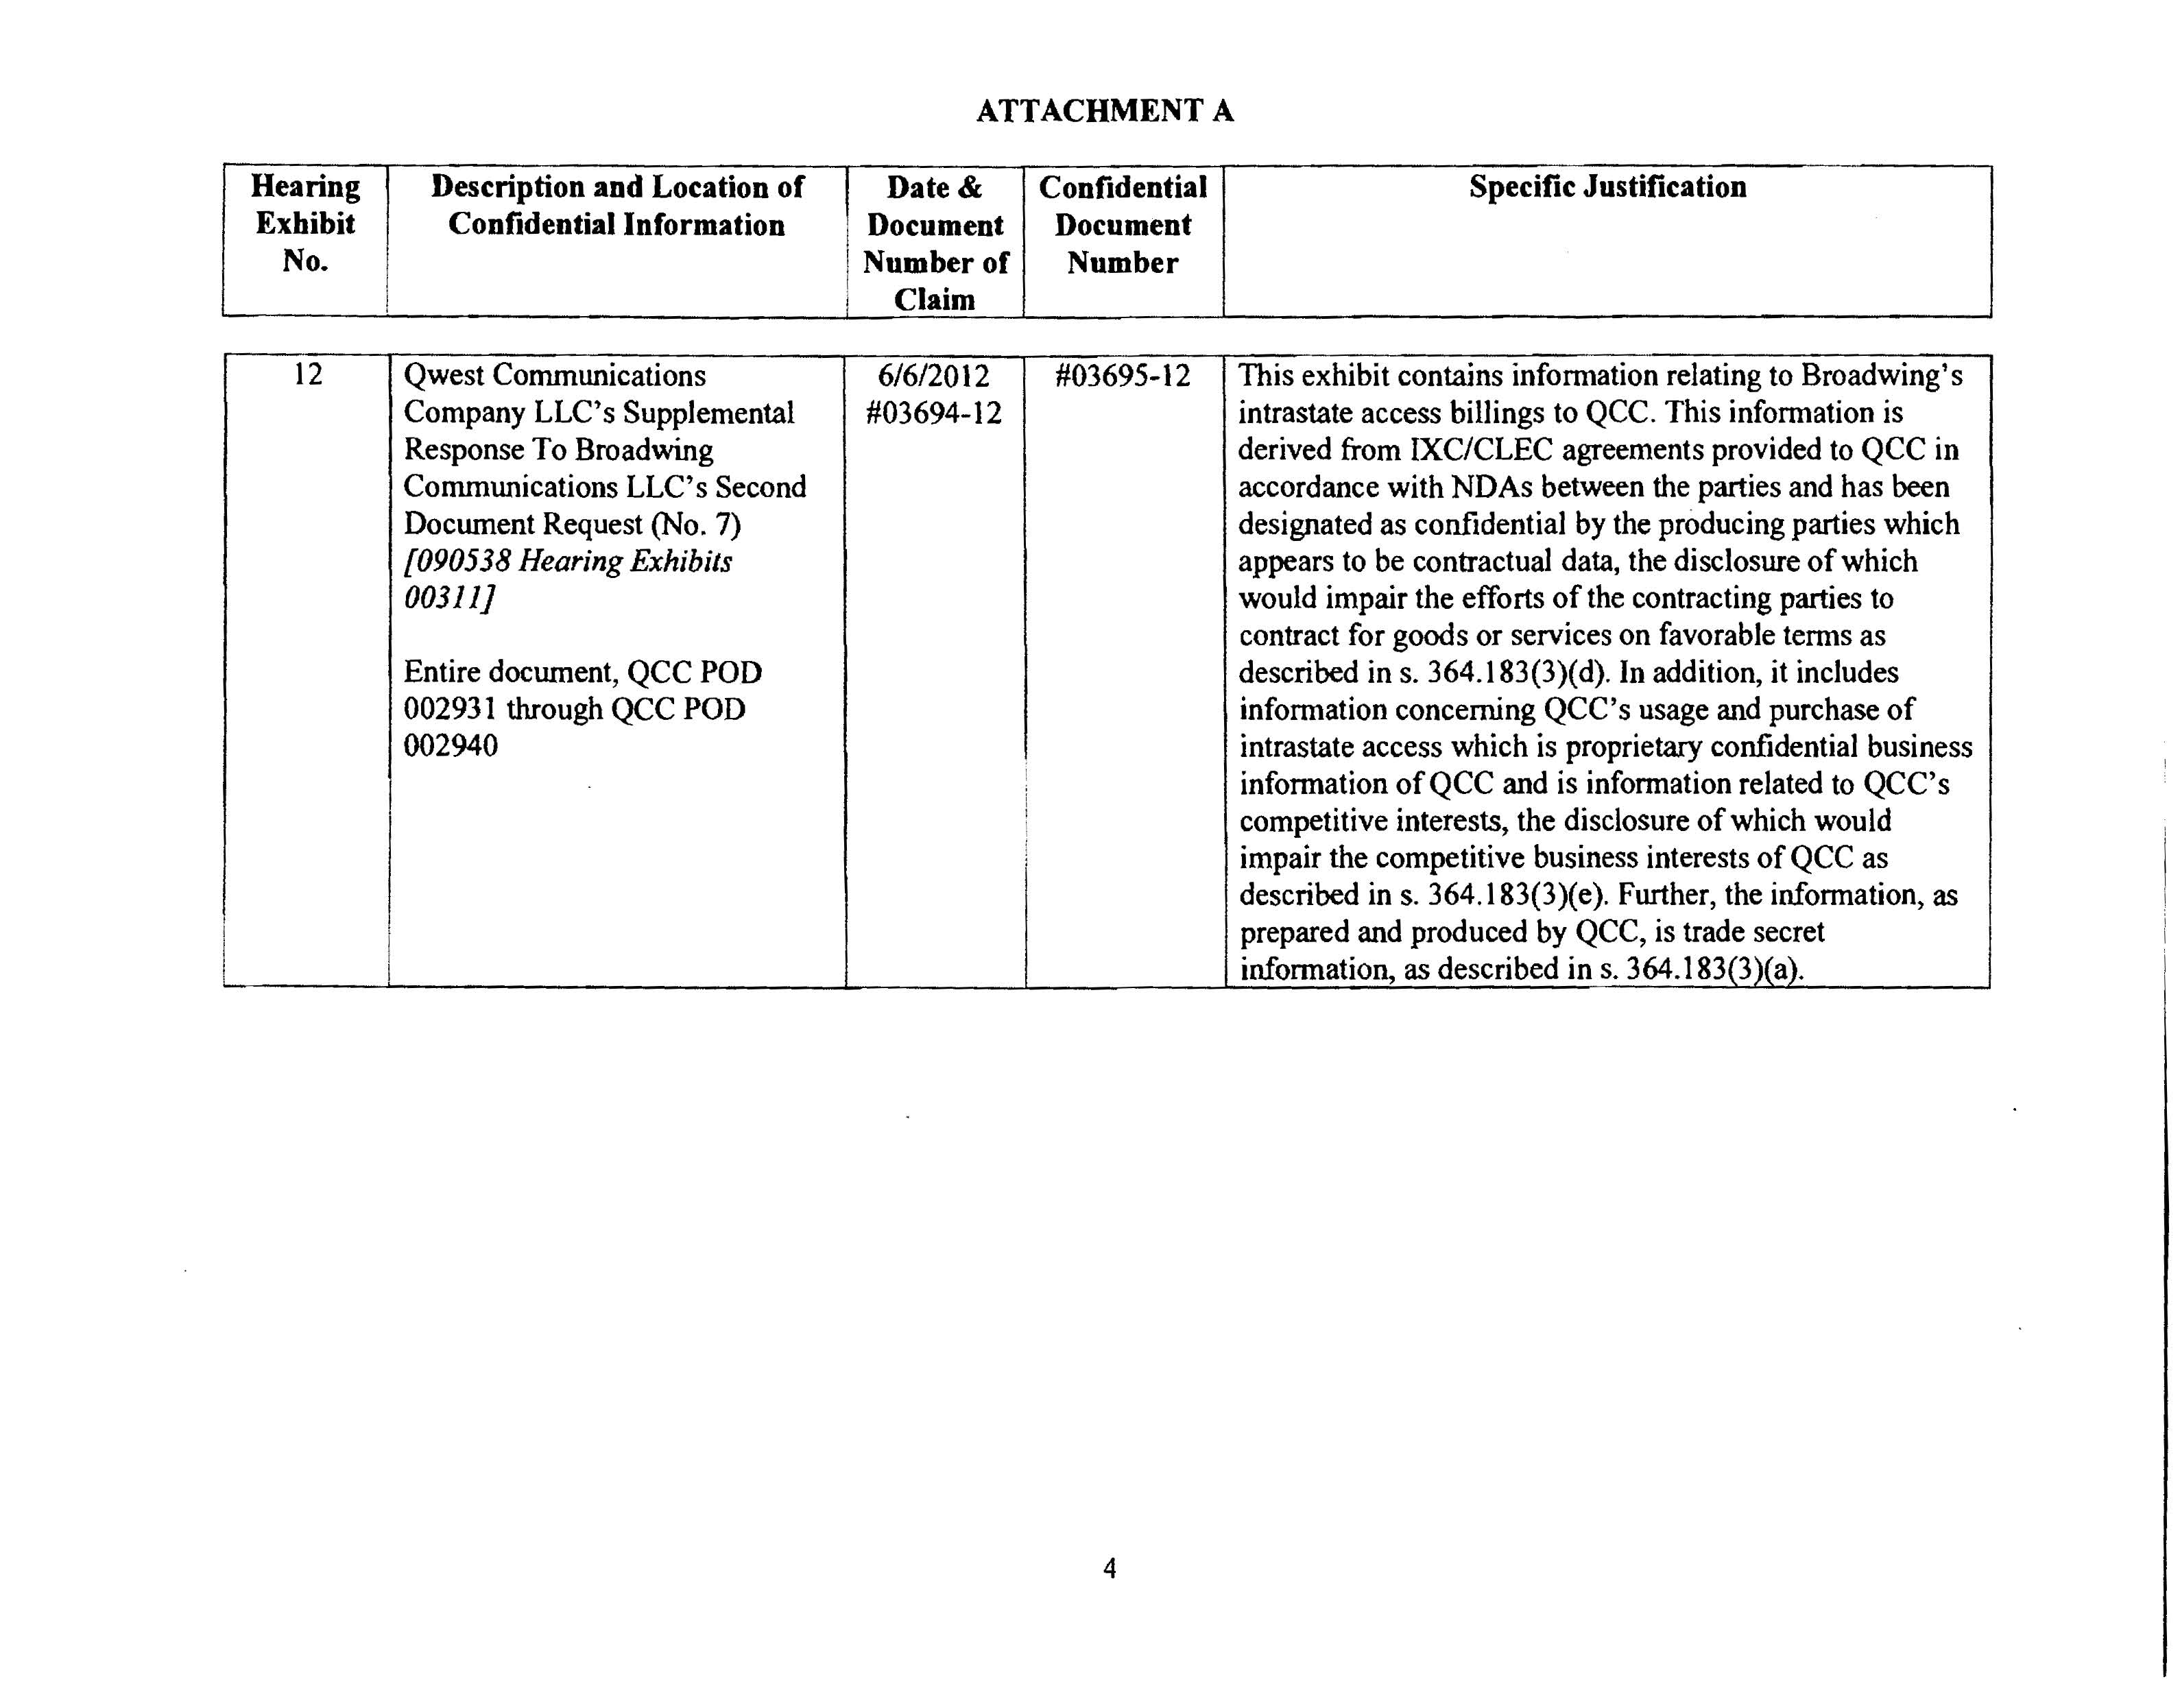 ATTACHMENT A
Hearing
Exhibit
No.
Description and Location of
Confidential Information
Date &
Document
Number of
Claim
Confidential
Document
Number
Specific Justification
12
Qwest Communications
Company LLC's Supplemental
Response To Broadwing
Communications LLC's Second
Document Request (No. 7)
[090538 Hearing Exhibits
00311]
Entire document, QCC POD
002931 through QCC POD
002940
6/6/2012
#03694-12
#03695-12
This exhibit contains information relating to Broadwing's
intrastate access billings to QCC. This information is
derived from IXC/CLEC agreements provided to QCC in
accordance with NDAs between the parties and has been
designated as confidential by the producing parties which
appears to be contractual data, the disclosure of which
would impair the efforts of the contracting parties to
contract for goods or services on favorable terms as
described in s. 364.183(3)(d). In addition, it includes
information concerning QCC's usage and purchase of
intrastate access which is proprietary confidential business
information of QCC and is information related to QCC's
competitive interests, the disclosure of which would
impair the competitive business interests of QCC as
described in s. 364.183(3)(e). Further, the information, as
prepared and produced by QCC, is trade secret
information, as described in s. 364.183(3)(a).
4